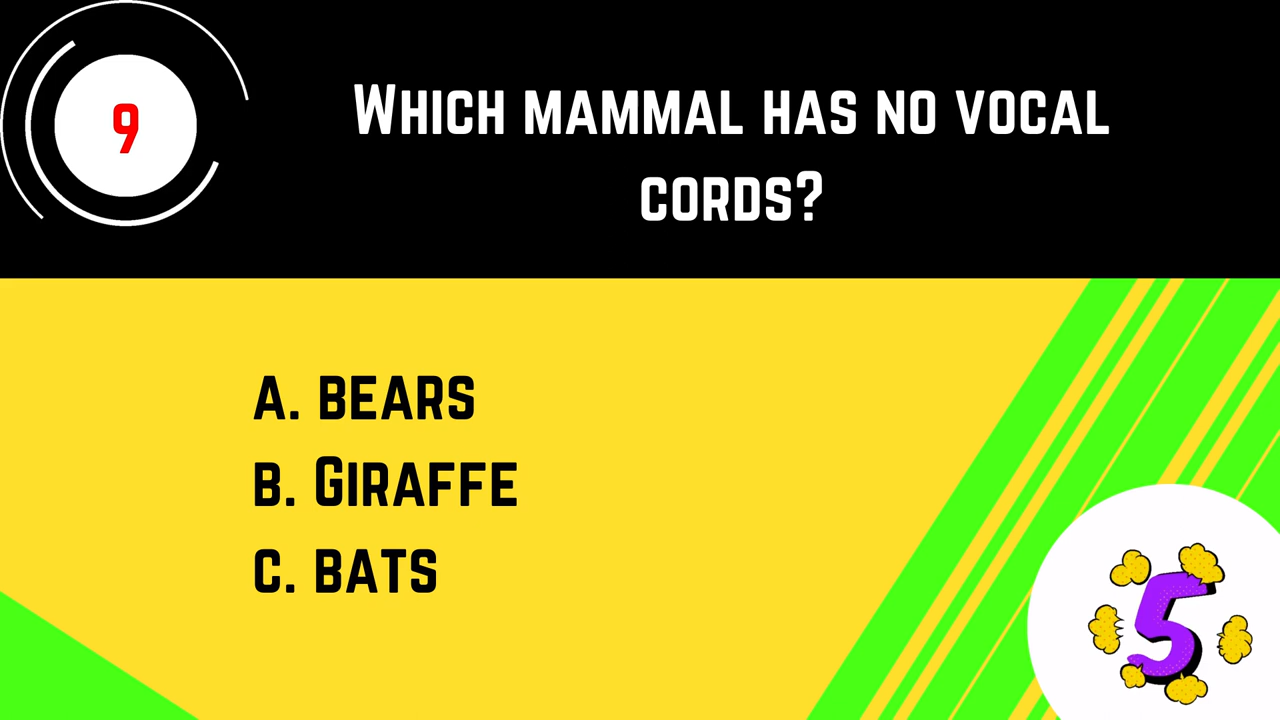 9
Which mammal has no vocal
cords?
A. bears
B. Giraffe
C. bats
5